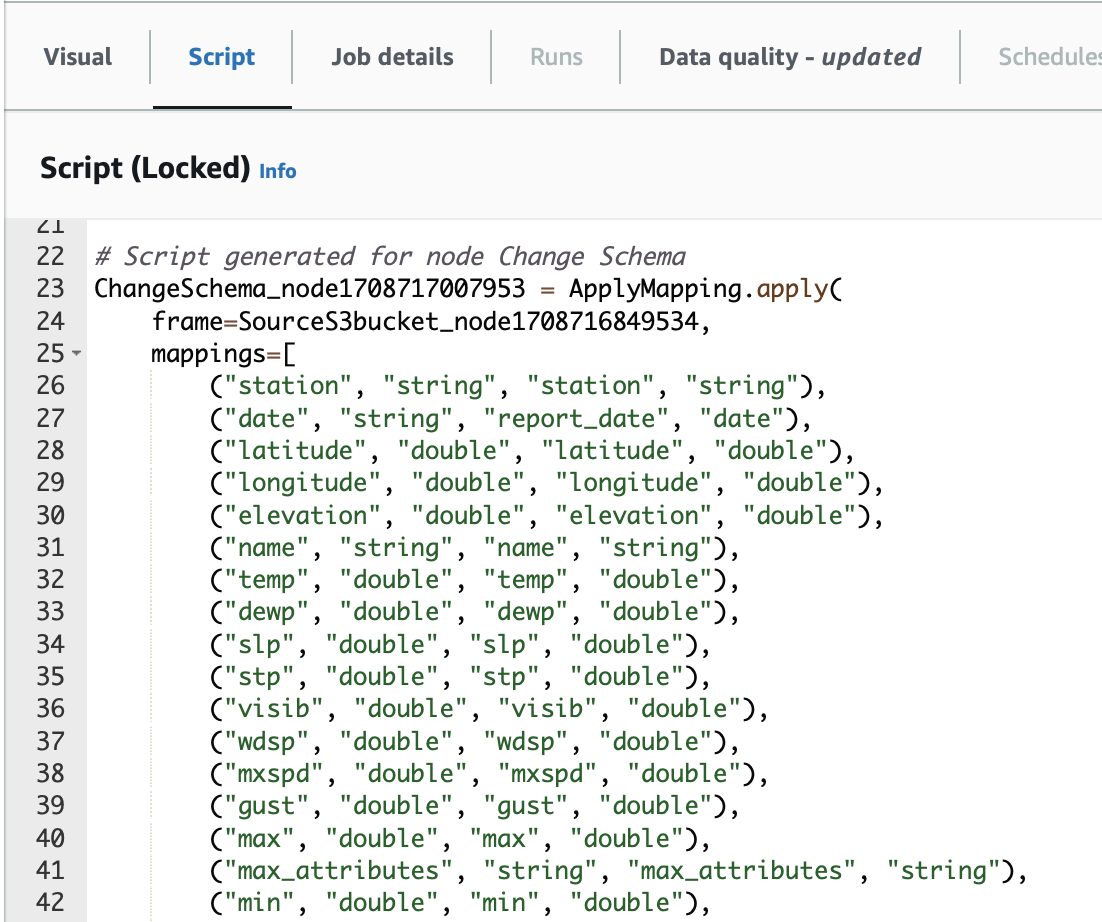 Visual Script Job details Runs Data quality - updated Schedules
Script (Locked) Info
21
22 # Script generated for node Change Schema
23 ChangeSchema_node1708717007953 = ApplyMapping.apply(
24 frame=SourceS3bucket_node1708716849534,
25 mappings=[
26 ("station", "string", "station", "string"),
27 ("date", "string", "report_date", "date"),
28 ("latitude", "double", "latitude", "double"),
29 ("longitude", "double", "longitude", "double"),
30 ("elevation", "double", "elevation", "double"),
31 ("name", "string", "name", "string"),
32 ("temp", "double", "temp", "double"),
33 ("dewp", "double", "dewp", "double"),
34 ("slp", "double", "slp", "double"),
35 ("stp", "double", "stp", "double"),
36 ("visib", "double", "visib", "double"),
37 ("wdsp", "double", "wdsp", "double"),
38 ("mxspd", "double", "mxspd", "double"),
39 ("gust", "double", "gust", "double"),
40 ("max", "double", "max", "double"),
41 ("max_attributes", "string", "max_attributes", "string"),
42 ("min", "double", "min", "double"),